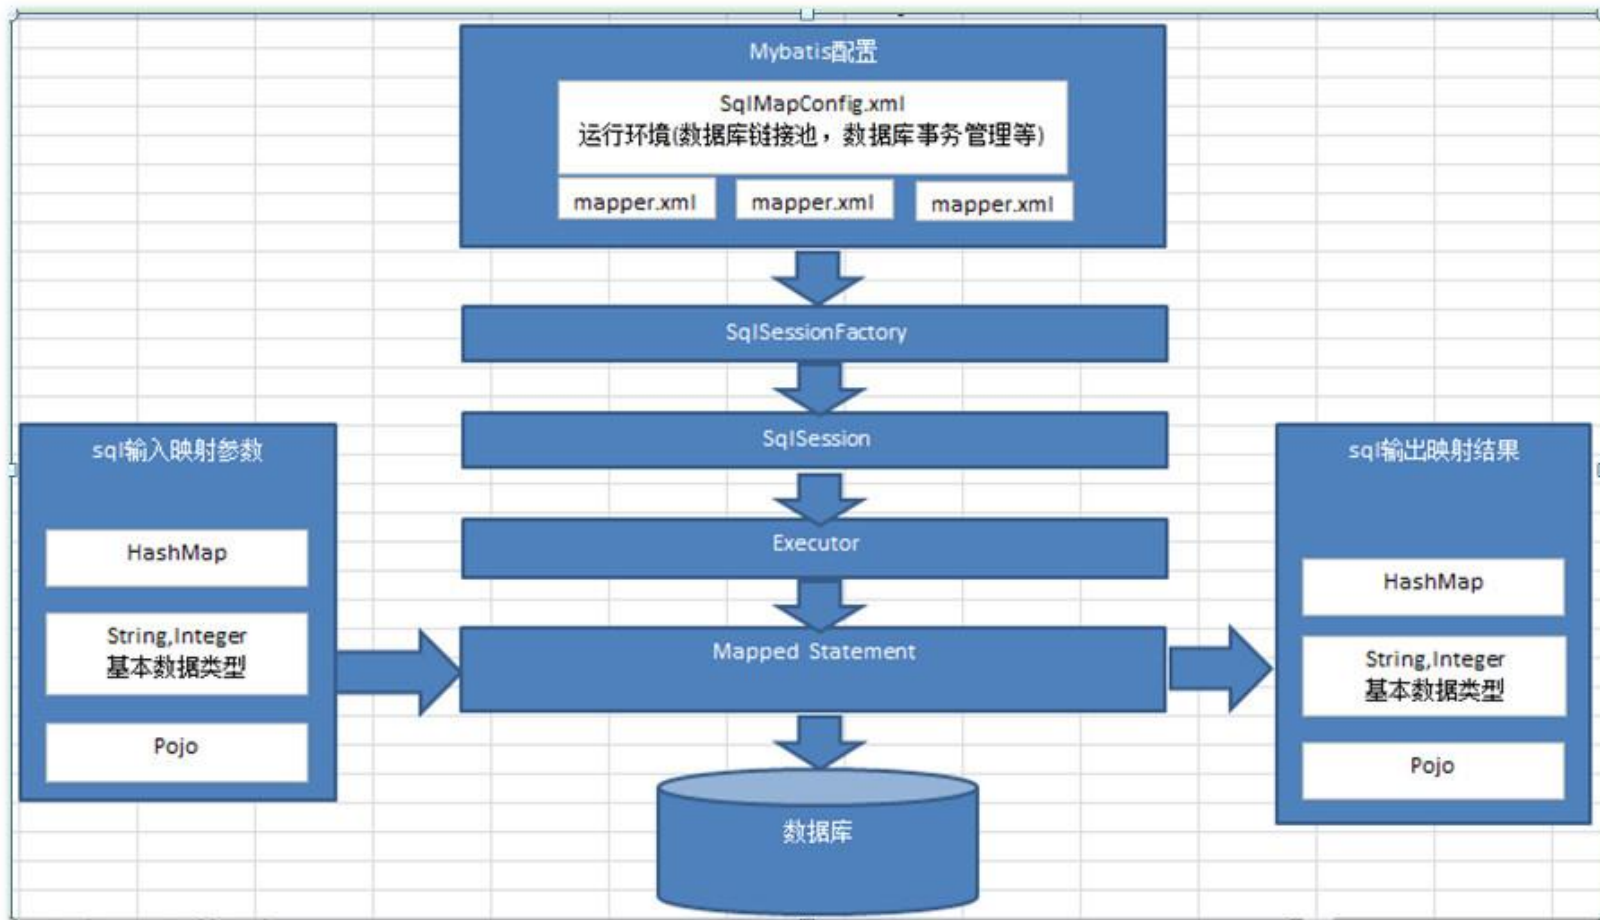 Mybatis配置
SqlMapConfig.xml
运行环境(数据库链接池，数据库事务管理等)
mapper.xml
mapper.xml
mapper.xml
SqlSessionFactory
SqlSession
Executor
Mapped Statement
数据库
sql输入映射参数
HashMap
String,Integer
基本数据类型
Pojo
sql输出映射结果
HashMap
String,Integer
基本数据类型
Pojo